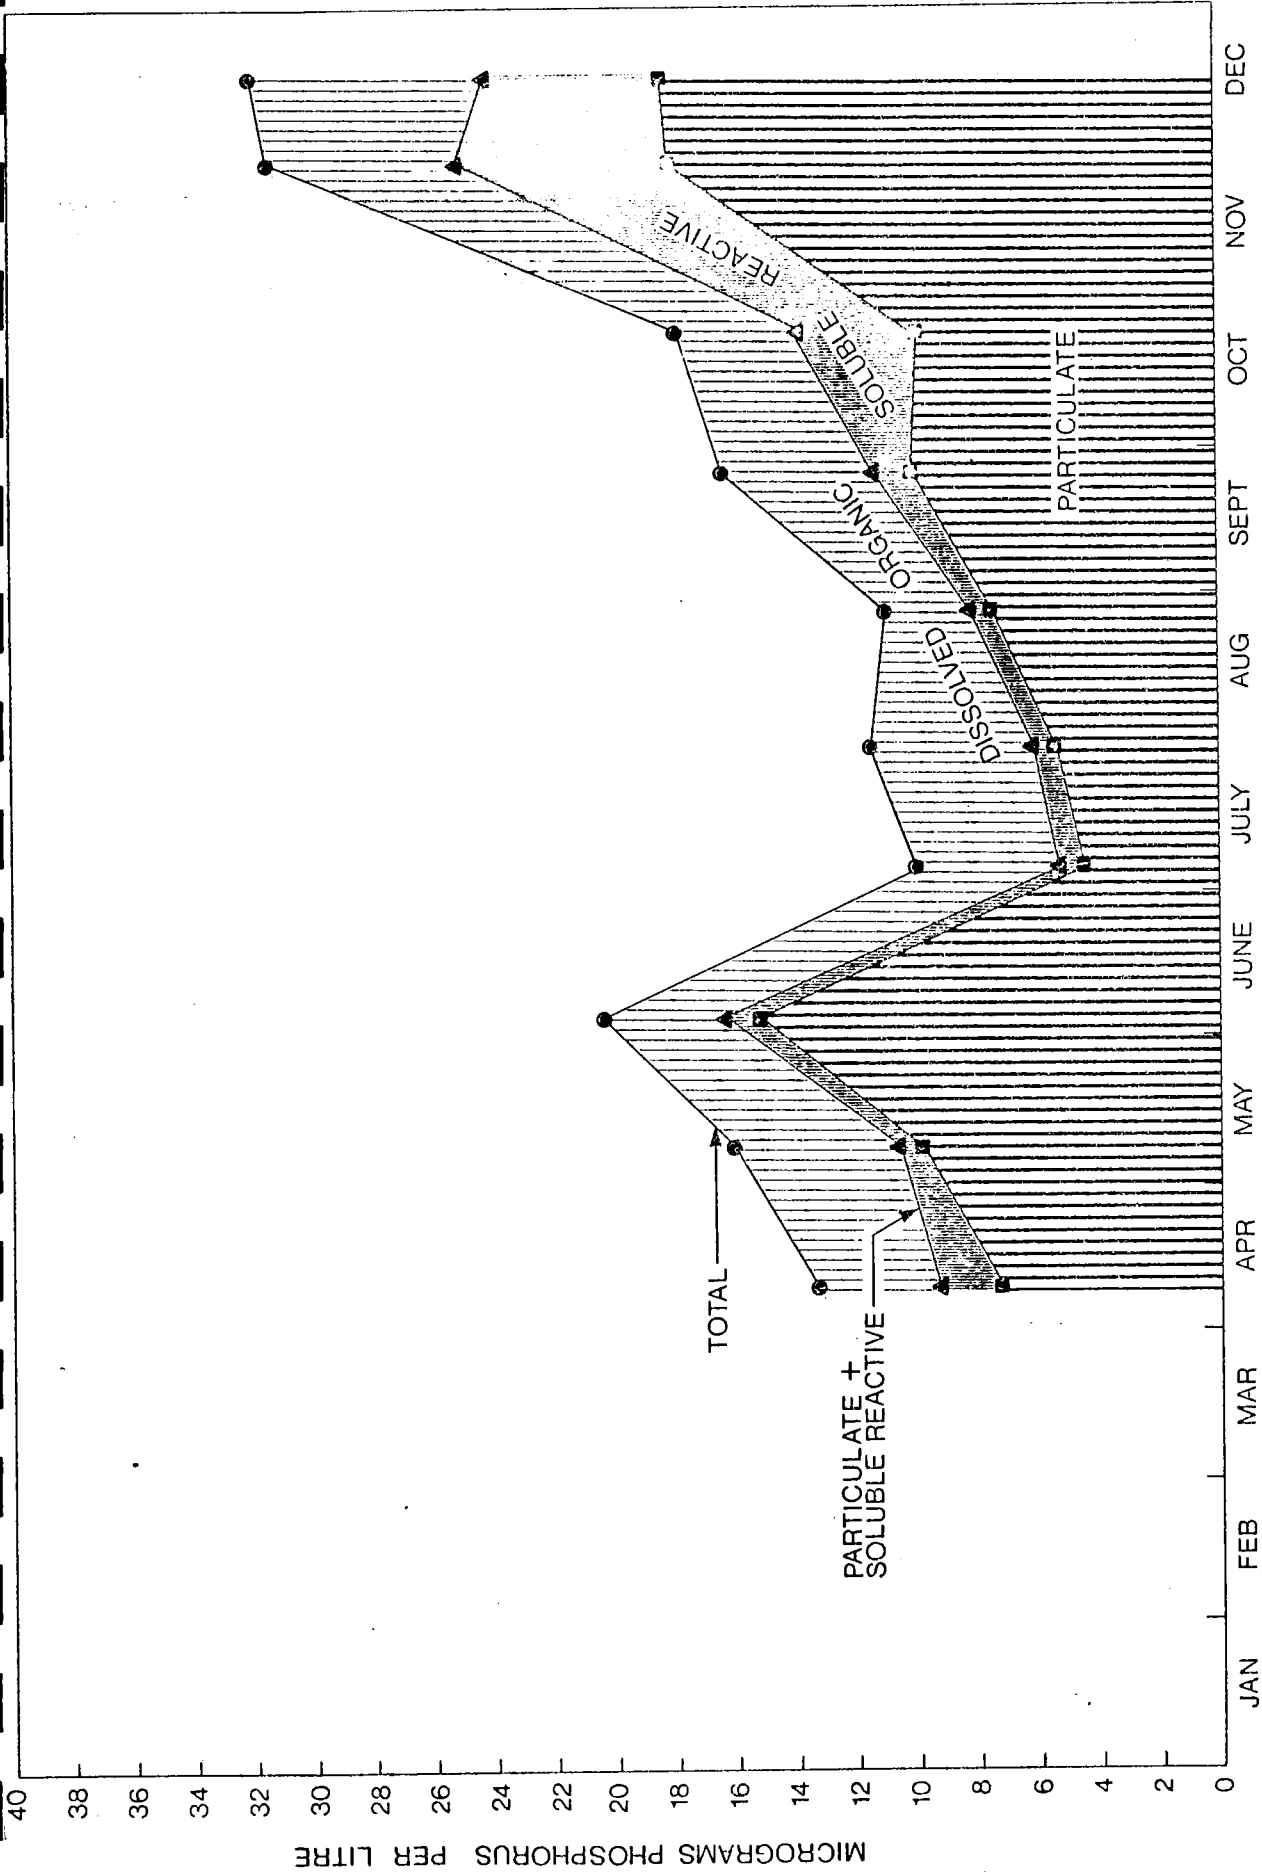 MICROGRAMS PHOSPHORUS PER LITRE
40
38
36
34
32
30
28
26
24
22
20
18
16
14
12
10
8
6
4
2
0
TOTAL
PARTICULATE +
SOLUBLE REACTIVE
DISSOLVED ORGANIC
SOLUBLE REACTIVE
PARTICULATE
JAN
FEB
MAR
APR
MAY
JUNE
JULY
AUG
SEPT
OCT
NOV
DEC